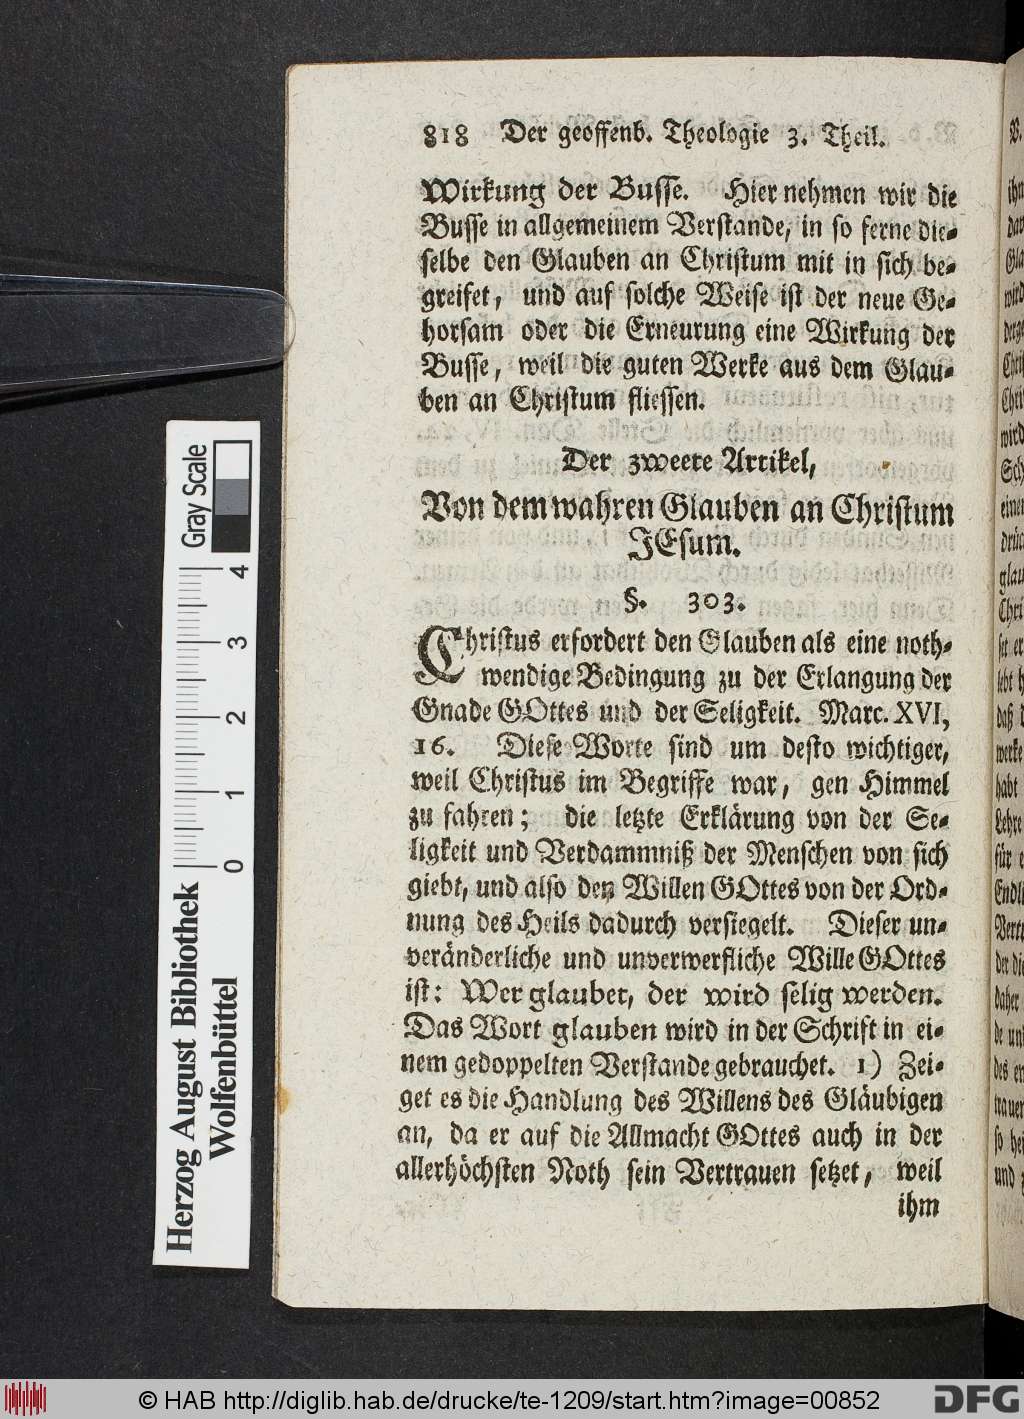 818 Der geoffenb. Theologie 3. Theil.
Wirkung der Busse. Hier nehmen wir die
Busse in allgemeinem Verstande, in so ferne die-
selbe den Glauben an Christum mit in sich be-
greifet, und auf solche Weise ist der neue Ge-
horsam oder die Erneurung eine Wirkung der
Busse, weil die guten Werke aus dem Glau-
ben an Christum fliessen.
Der zweete Artikel,
Von dem wahren Glauben an Christum
JEsum.
§. 303.
Christus erfordert den Glauben als eine noth-
wendige Bedingung zu der Erlangung der
Gnade GOttes und der Seligkeit. Marc. XVI,
16. Diese Worte sind um desto wichtiger,
weil Christus im Begriffe war, gen Himmel
zu fahren; die letzte Erklärung von der Se-
ligkeit und Verdammniß der Menschen von sich
giebt, und also den Willen GOttes von der Ord-
nung des Heils dadurch versiegelt. Dieser un-
veränderliche und unverwerfliche Wille GOttes
ist: Wer glaubet, der wird selig werden.
Das Wort glauben wird in der Schrift in ei-
nem gedoppelten Verstande gebrauchet. 1) Zei-
get es die Handlung des Willens des Gläubigen
an, da er auf die Allmacht GOttes auch in der
allerhöchsten Noth sein Vertrauen setzet, weil
ihm
Gray Scale
0 1 2 3 4
Herzog August Bibliothek
Wolfenbüttel
© HAB http://diglib.hab.de/drucke/te-1209/start.htm?image=00852
DFG